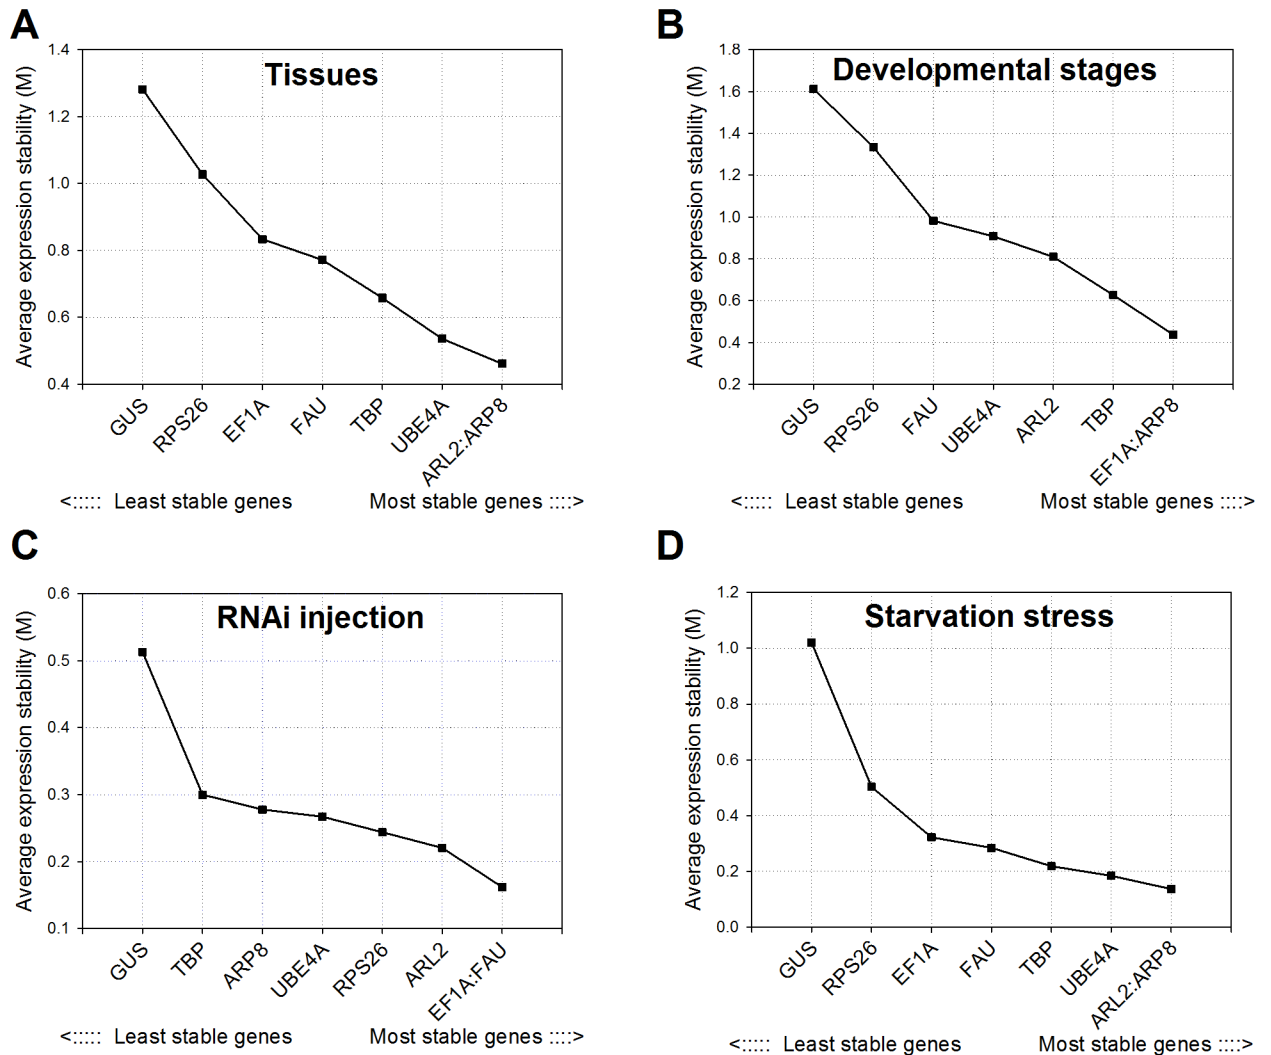 A
Tissues
Average expression stability (M)
1.4
1.2
1.0
0.8
0.6
0.4
GUS
RPS26
EF1A
FAU
TBP
UBE4A
ARL2:ARP8
<::::: Least stable genes
Most stable genes ::::>
B
Developmental stages
Average expression stability (M)
1.8
1.6
1.4
1.2
1.0
0.8
0.6
0.4
0.2
GUS
RPS26
FAU
UBE4A
ARL2
TBP
EF1A:ARP8
<::::: Least stable genes
Most stable genes ::::>
C
RNAi injection
Average expression stability (M)
0.6
0.5
0.4
0.3
0.2
0.1
GUS
TBP
ARP8
UBE4A
RPS26
ARL2
EF1A:FAU
<::::: Least stable genes
Most stable genes ::::>
D
Starvation stress
Average expression stability (M)
1.2
1.0
0.8
0.6
0.4
0.2
0.0
GUS
RPS26
EF1A
FAU
TBP
UBE4A
ARL2:ARP8
<::::: Least stable genes
Most stable genes ::::>